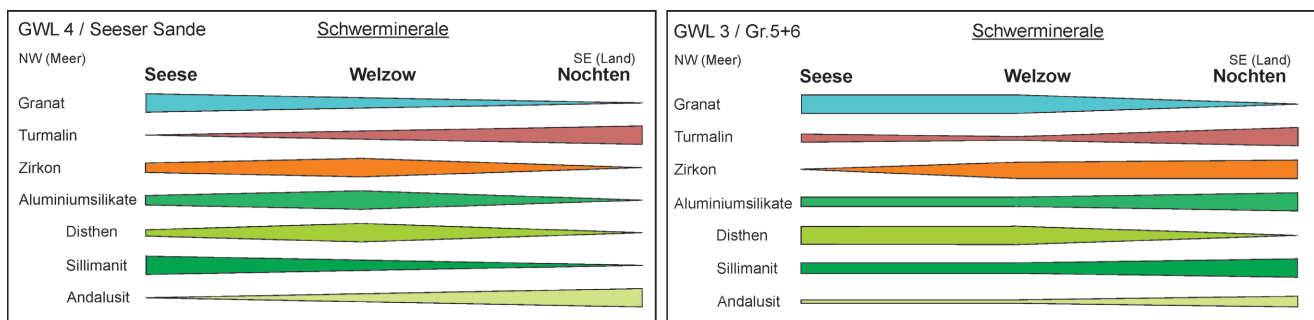 GWL 4 / Seeser Sande Schwerminerale
NW (Meer) SE (Land)
Seese Welzow Nochten
Granat
Turmalin
Zirkon
Aluminiumsilikate
Disthen
Sillimanit
Andalusit
GWL 3 / Gr.5+6 Schwerminerale
NW (Meer) SE (Land)
Seese Welzow Nochten
Granat
Turmalin
Zirkon
Aluminiumsilikate
Disthen
Sillimanit
Andalusit